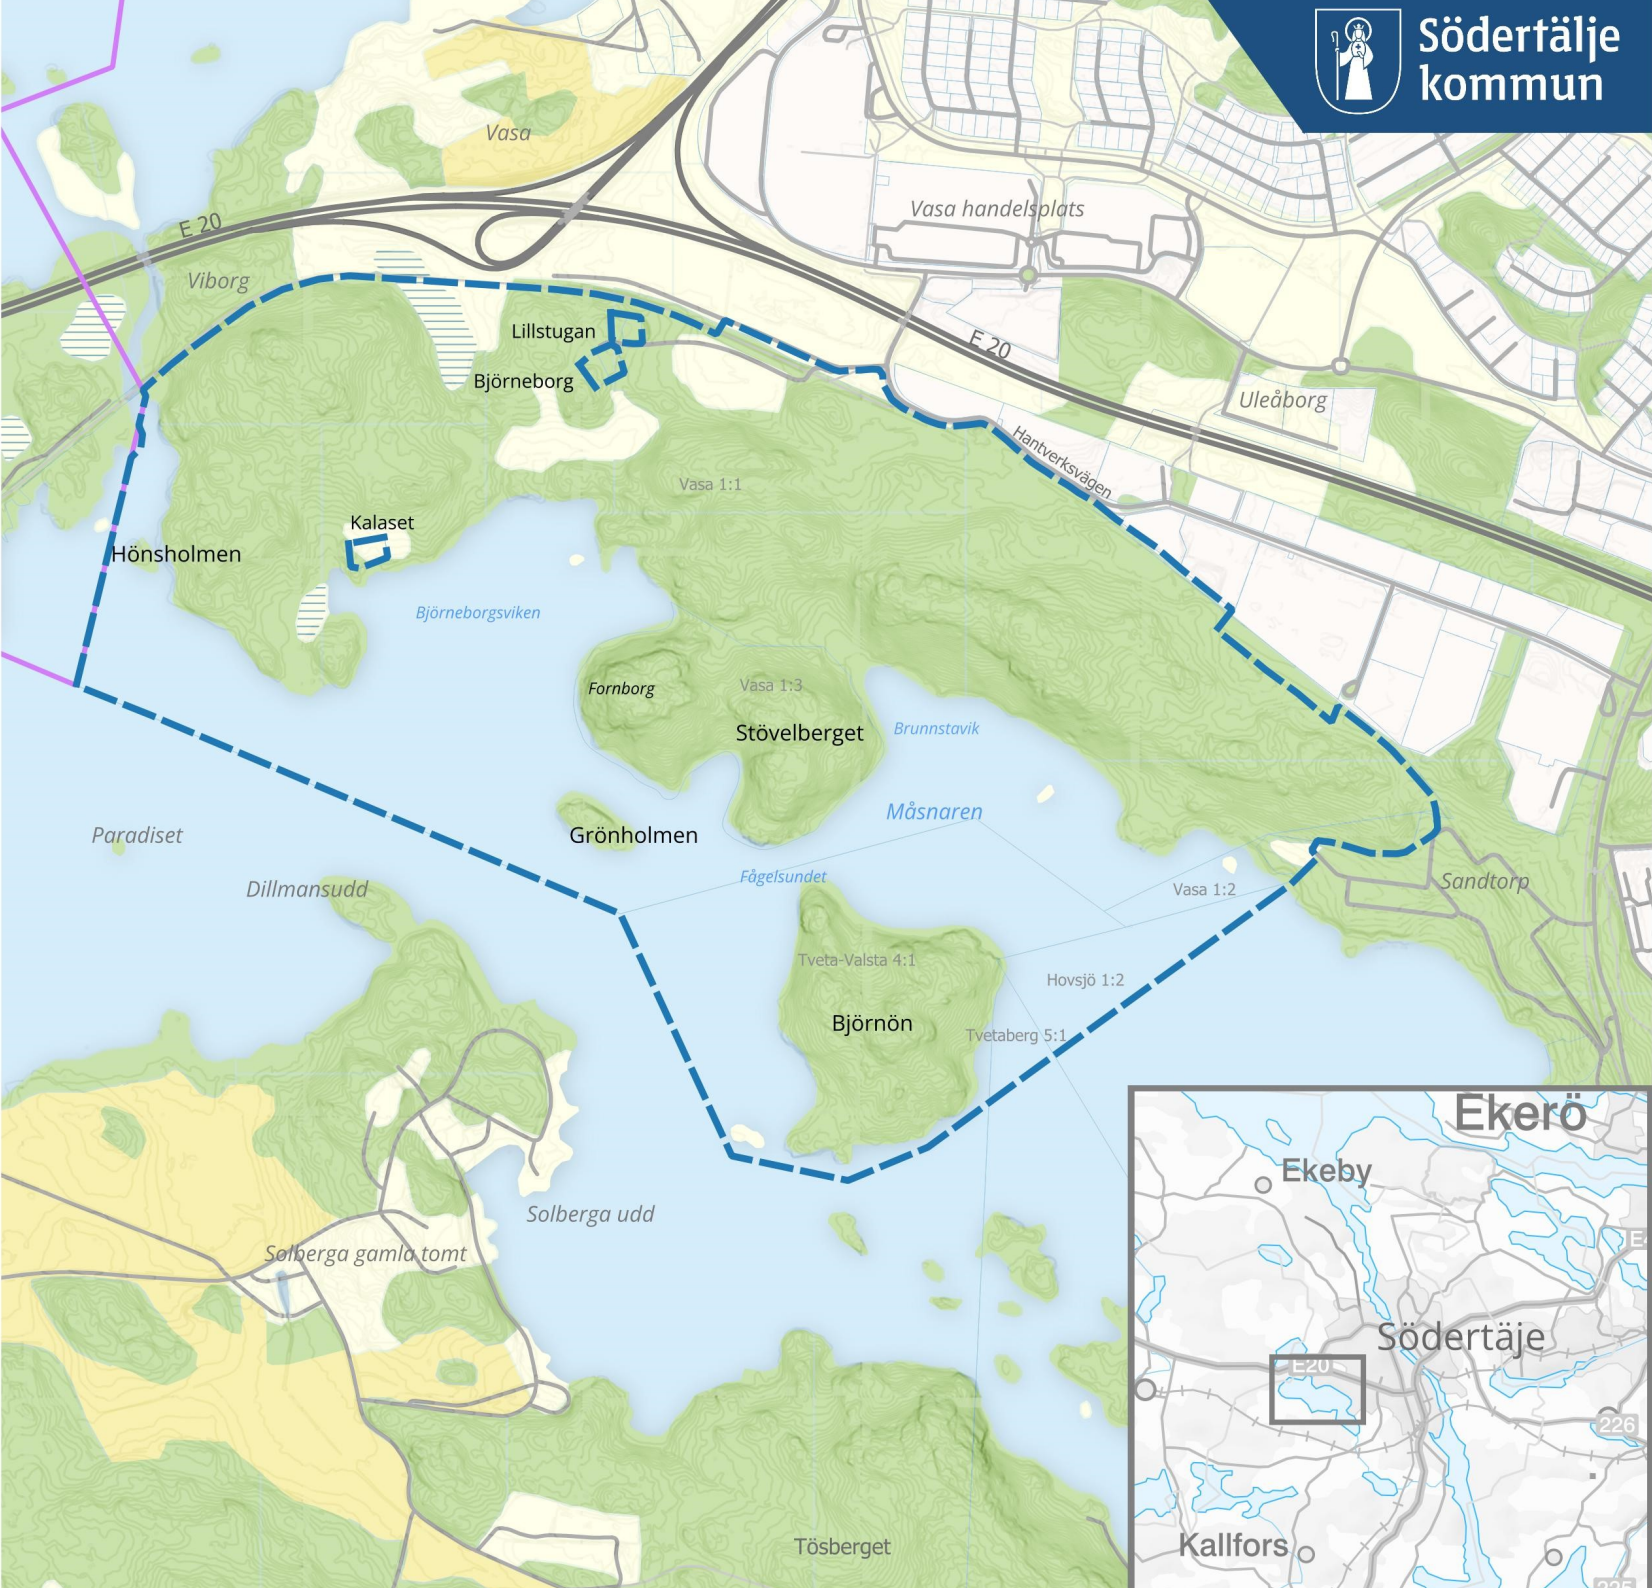 Södertälje
kommun
Vasa
Vasa handelsplats
E 20
Viborg
Lillstugan
E 20
Björneborg
Uleåborg
Hantverksvägen
Vasa 1:1
Kalaset
Hönsholmen
Björneborgsviken
Fornborg
Vasa 1:3
Stövelberget
Brunnstavik
Måsnaren
Paradiset
Grönholmen
Fågelsundet
Dillmansudd
Vasa 1:2
Sandtorp
Tveta-Valsta 4:1
Hovsjö 1:2
Björnön
Tvetaberg 5:1
Solberga udd
Solberga gamla tomt
Tösberget
Ekerö
Ekeby
Södertäje
E20
226
Kallfors